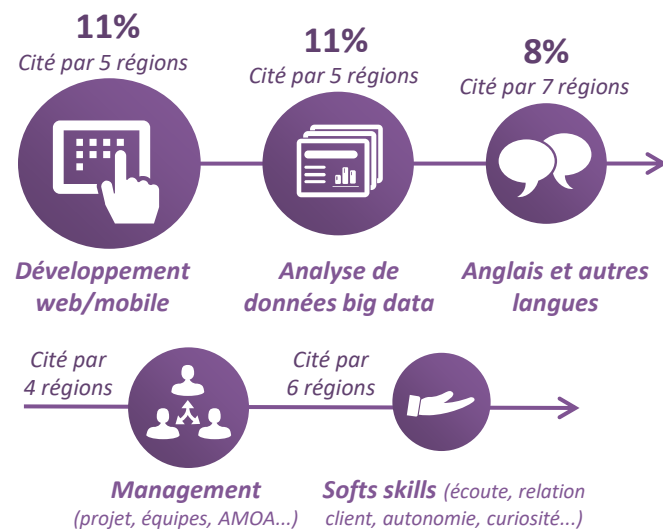 11%
Cité par 5 régions
11%
Cité par 5 régions
8%
Cité par 7 régions
Développement
web/mobile
Analyse de
données big data
Anglais et autres
langues
Cité par
4 régions
Cité par
6 régions
Management
(projet, équipes, AMOA...)
Softs skills (écoute, relation
client, autonomie, curiosité...)